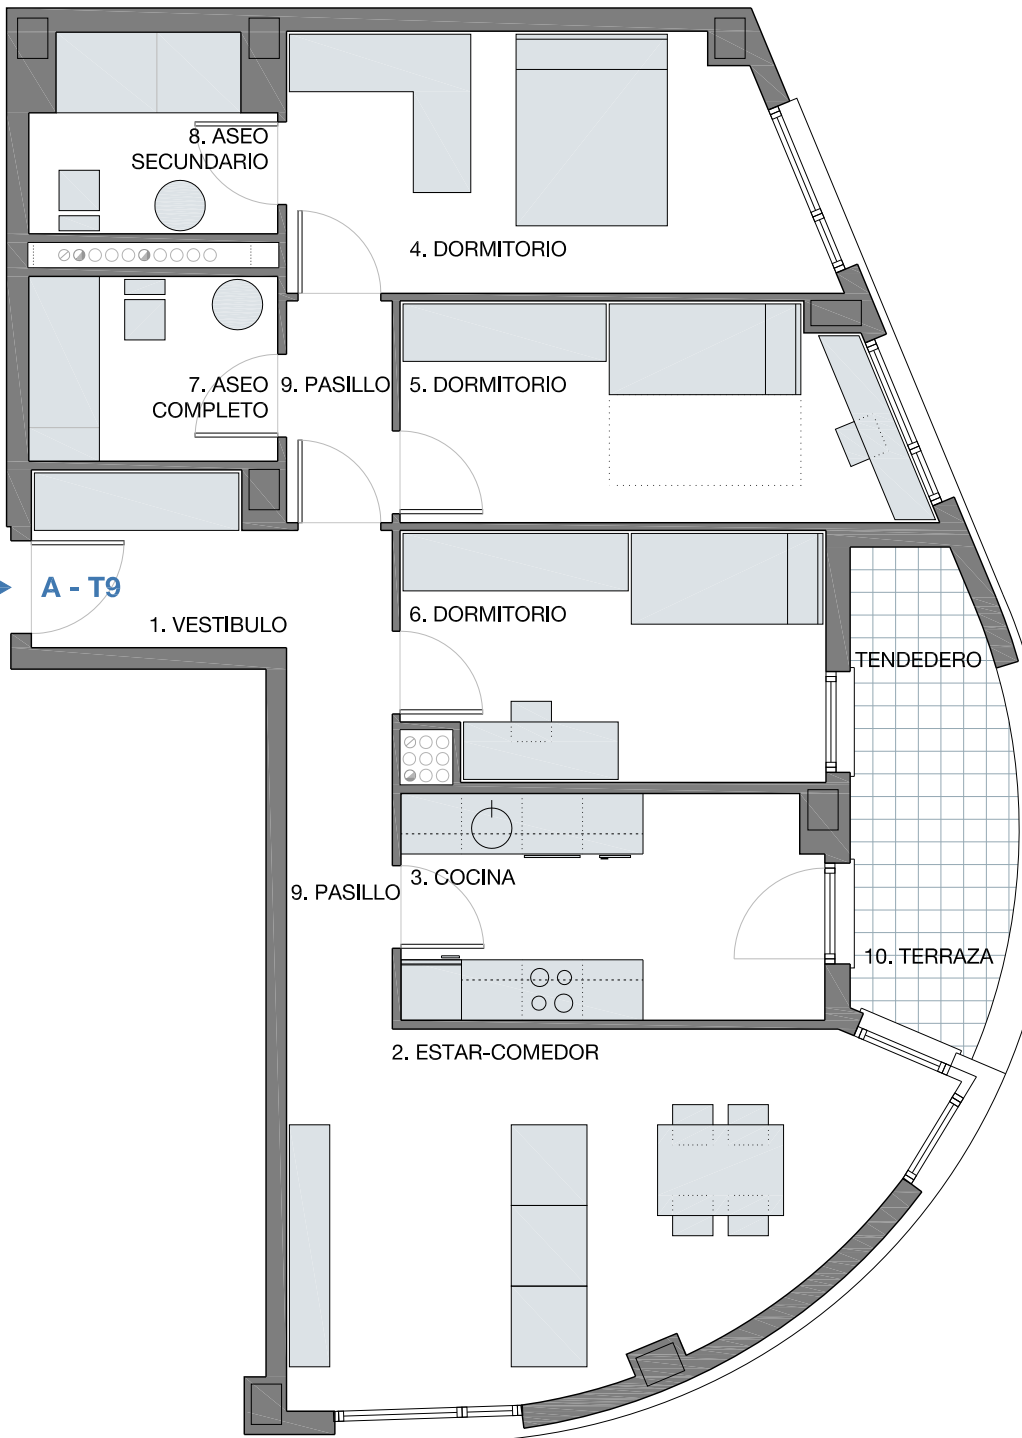 8. ASEO
SECUNDARIO
4. DORMITORIO
7. ASEO
COMPLETO
9. PASILLO
5. DORMITORIO
A - T9
1. VESTÍBULO
6. DORMITORIO
TENDEDERO
9. PASILLO
3. COCINA
10. TERRAZA
2. ESTAR-COMEDOR